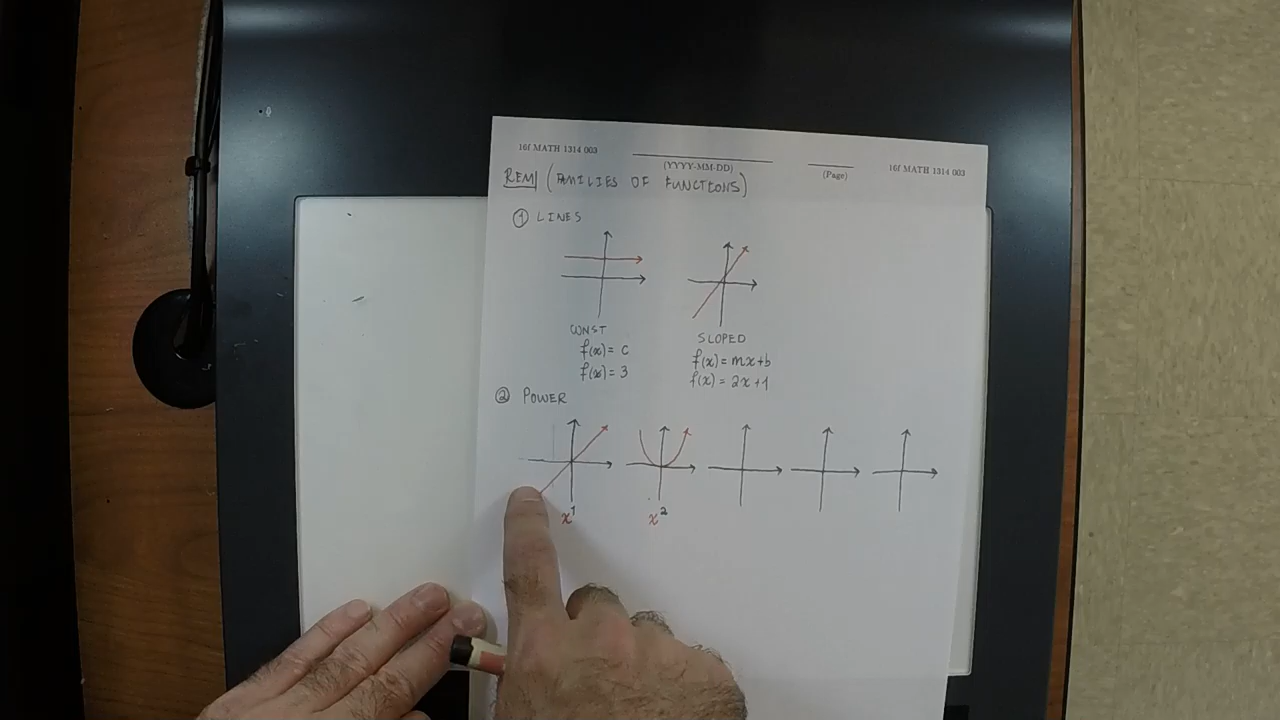 16f MATH 1314 003
(YYYY-MM-DD)
(Page)
16f MATH 1314 003
REM (FAMILIES OF FUNCTIONS)
① LINES
CONST
f(x) = c
f(x) = 3
SLOPED
f(x) = mx+b
f(x) = 2x+1
② POWER
x¹
x²